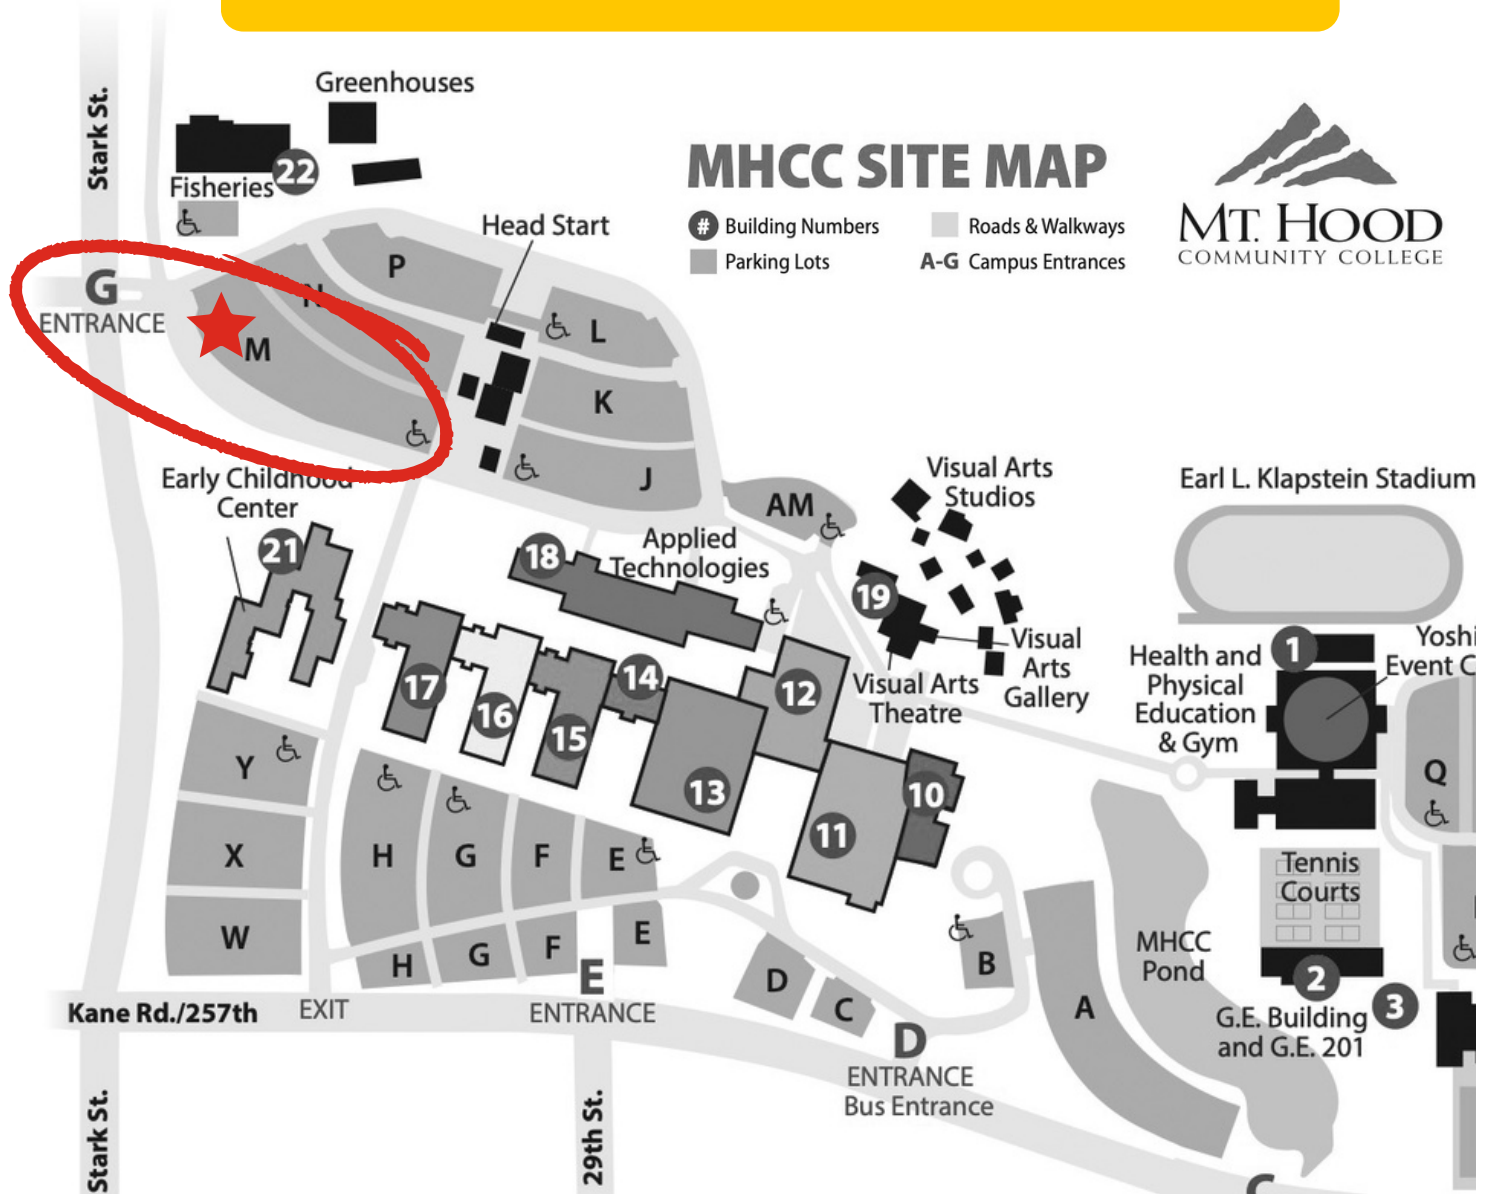 Greenhouses
Stark St.
22
Fisheries
MHCC SITE MAP
# Building Numbers
Roads & Walkways
Parking Lots
A-G Campus Entrances
MT. HOOD
COMMUNITY COLLEGE
Head Start
P
G
ENTRANCE
N
M
L
K
J
Early Childhood
Center
21
AM
Visual Arts
Studios
Earl L. Klapstein Stadium
18
Applied
Technologies
19
Visual
Arts
Gallery
Visual Arts
Theatre
1
Health and
Physical
Education
& Gym
Yoshi
Event C
17
16
15
14
13
12
11
10
Q
Y
X
W
H
G
F
E
H
G
F
E
Tennis
Courts
MHCC
Pond
A
B
D
C
2
3
G.E. Building
and G.E. 201
Kane Rd./257th
EXIT
E
ENTRANCE
D
ENTRANCE
Bus Entrance
Stark St.
29th St.